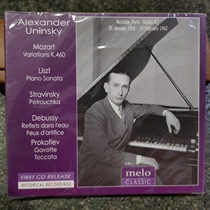 Alexander
Uninsky
Mozart
Variations K.460
Liszt
Piano Sonata
Stravinsky
Pétrouchka
Debussy
Reflets dans l'eau
Feux d'artifice
Prokofiev
Gavotte
Toccata
FIRST CD RELEASE
HISTORICAL RECORDINGS
melo
CLASSIC